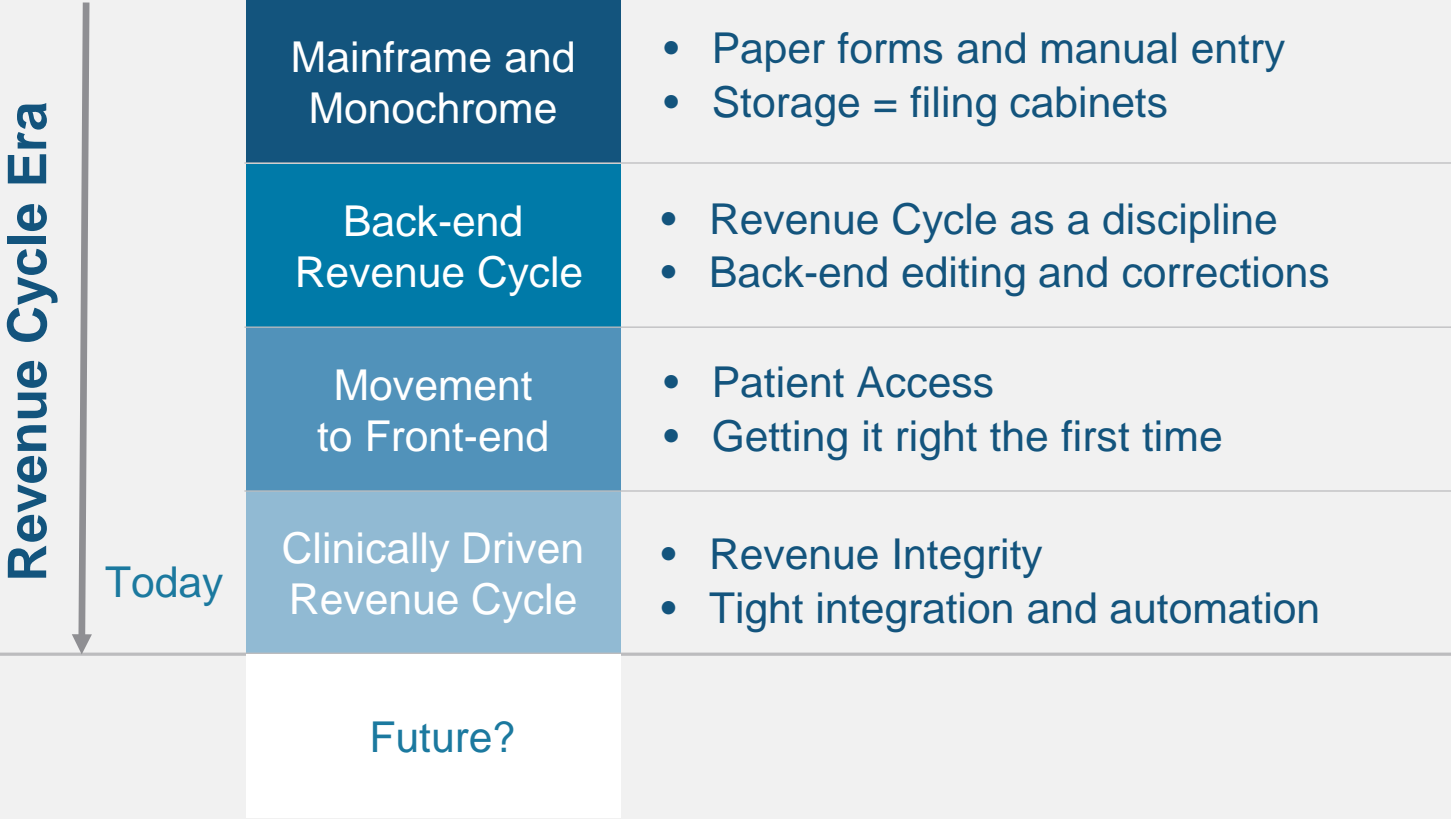 Revenue Cycle Era
Mainframe and
Monochrome
• Paper forms and manual entry
• Storage = filing cabinets
Back-end
Revenue Cycle
• Revenue Cycle as a discipline
• Back-end editing and corrections
Movement
to Front-end
• Patient Access
• Getting it right the first time
Today
Clinically Driven
Revenue Cycle
• Revenue Integrity
• Tight integration and automation
Future?